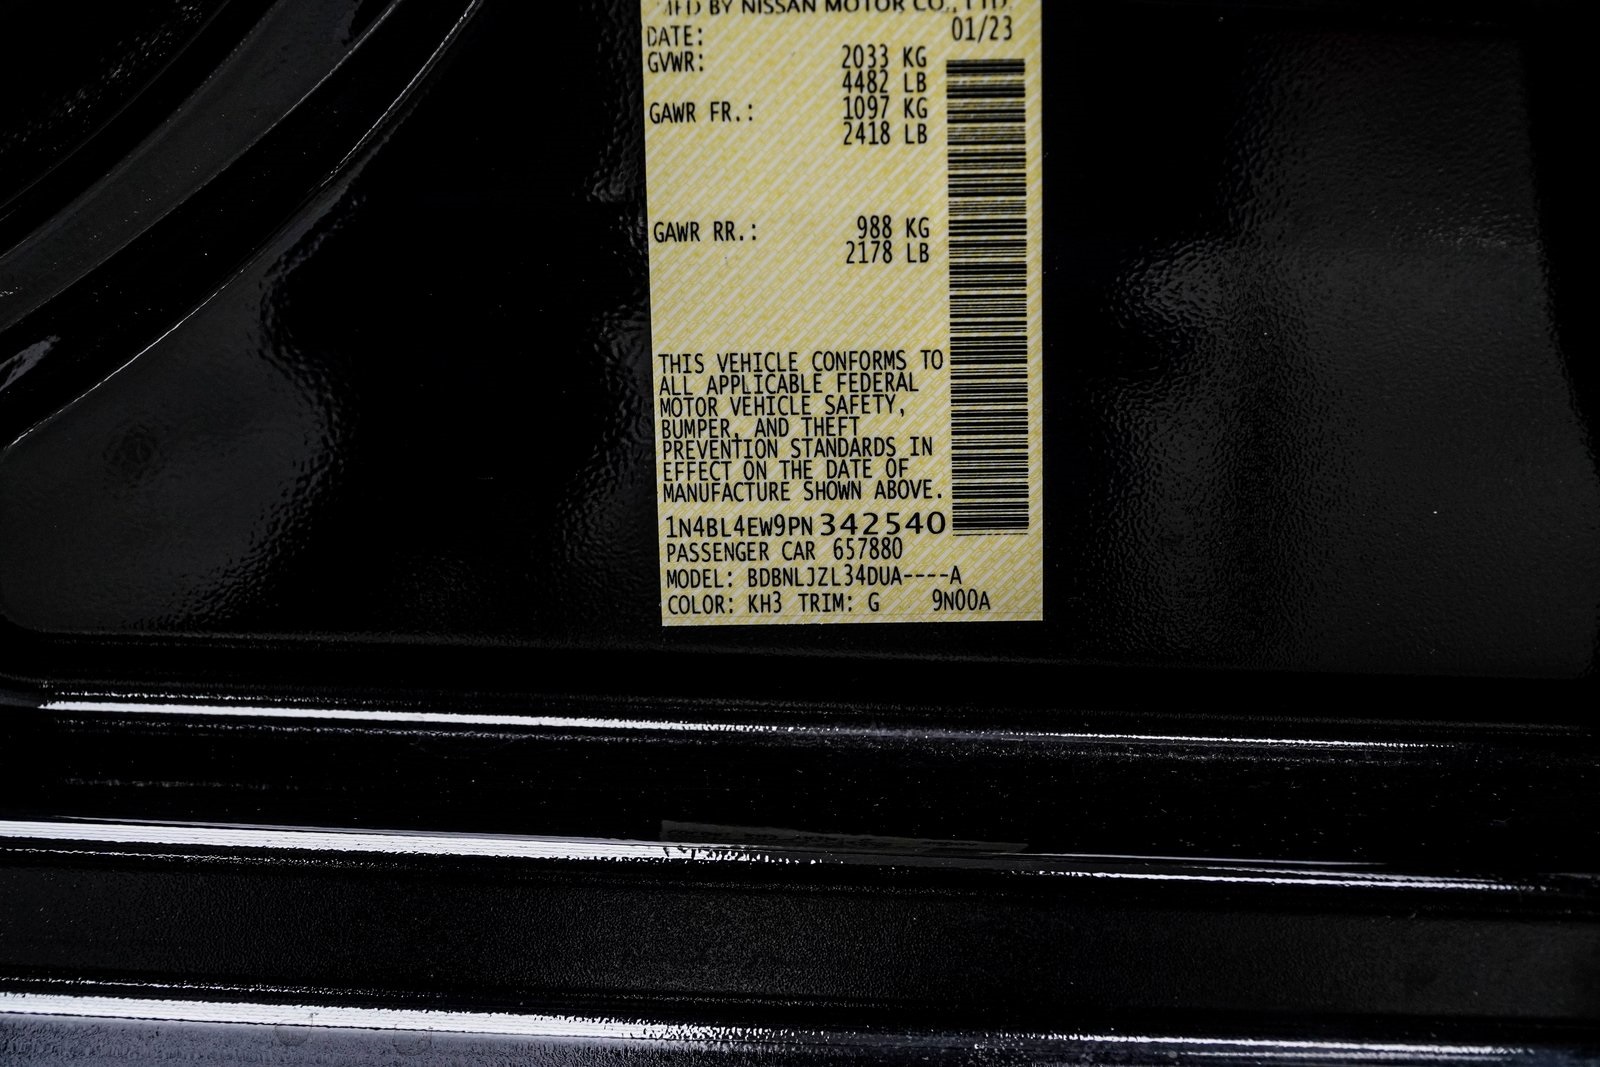 MFD BY NISSAN MOTOR CO., LTD.
DATE: 01/23
GVWR: 2033 KG
4482 LB
GAWR FR.: 1097 KG
2418 LB
GAWR RR.: 988 KG
2178 LB
THIS VEHICLE CONFORMS TO
ALL APPLICABLE FEDERAL
MOTOR VEHICLE SAFETY,
BUMPER, AND THEFT
PREVENTION STANDARDS IN
EFFECT ON THE DATE OF
MANUFACTURE SHOWN ABOVE.
1N4BL4EW9PN342540
PASSENGER CAR 657880
MODEL: BDBNLJZL34DUA----A
COLOR: KH3 TRIM: G 9N00A